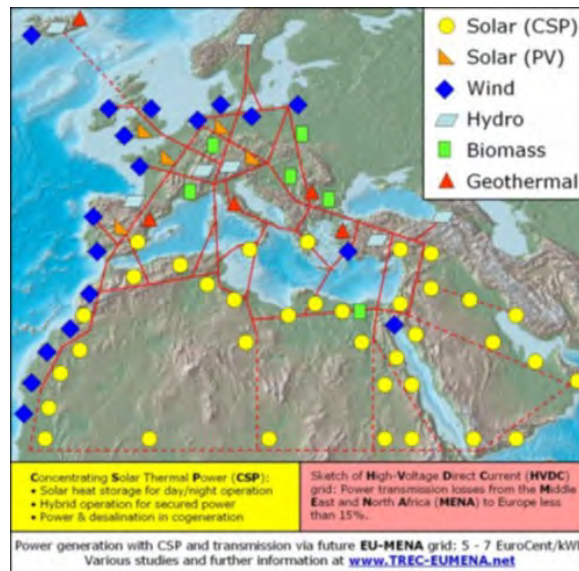 Solar (CSP)
Solar (PV)
Wind
Hydro
Biomass
Geothermal
Concentrating Solar Thermal Power (CSP):
• Solar heat storage for day/night operation
• Hybrid operation for secured power
• Power & desalination in cogeneration
Sketch of High-Voltage Direct Current (HVDC)
grid: Power transmission losses from the Middle
East and North Africa (MENA) to Europe less
than 15%.
Power generation with CSP and transmission via future EU-MENA grid: 5 - 7 EuroCent/kWh
Various studies and further information at www.TREC-EUMENA.net